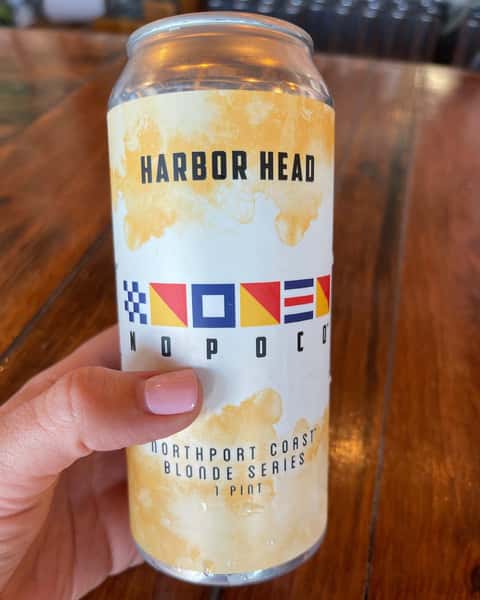 HARBOR HEAD
NOPOCO
NORTHPORT COAST
BLONDE SERIES
1 PINT